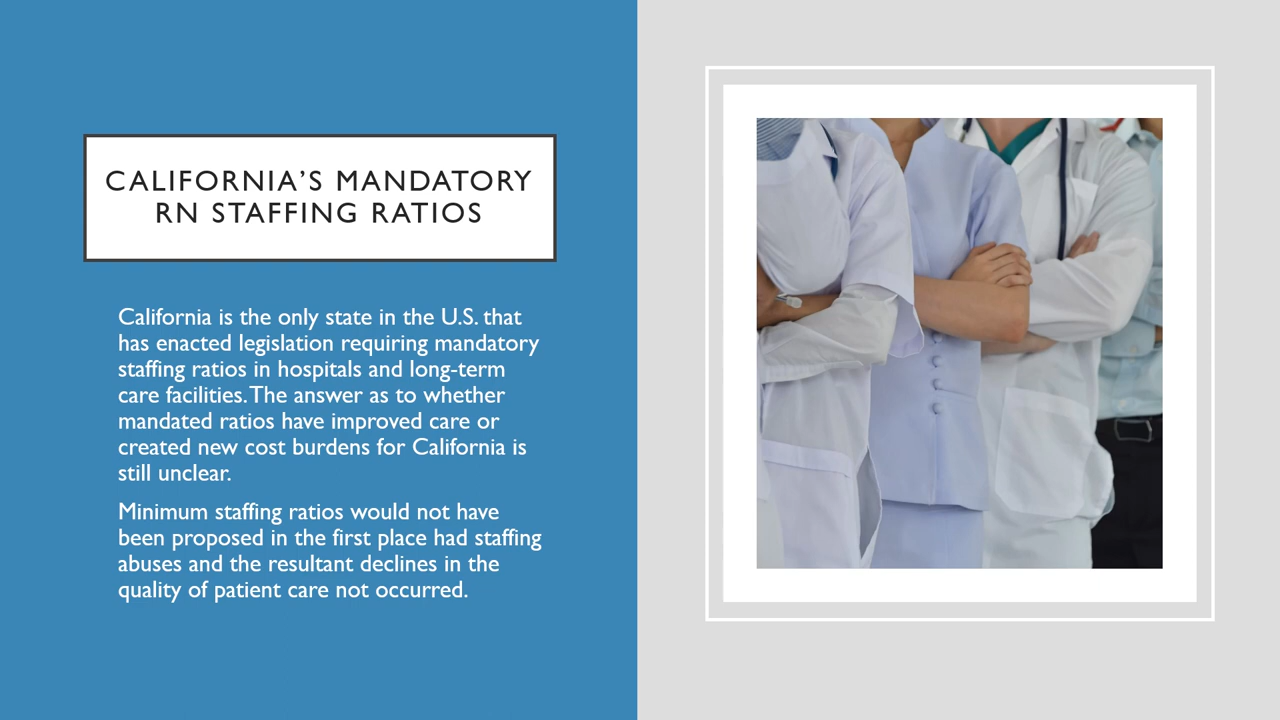 CALIFORNIA’S MANDATORY
RN STAFFING RATIOS
California is the only state in the U.S. that
has enacted legislation requiring mandatory
staffing ratios in hospitals and long-term
care facilities. The answer as to whether
mandated ratios have improved care or
created new cost burdens for California is
still unclear.
Minimum staffing ratios would not have
been proposed in the first place had staffing
abuses and the resultant declines in the
quality of patient care not occurred.